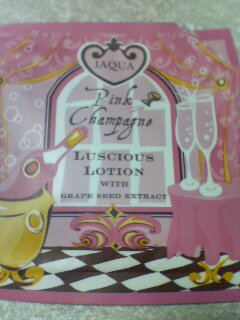 JAQUA
Pink
Champagne
LUSCIOUS
LOTION
WITH
GRAPE SEED EXTRACT